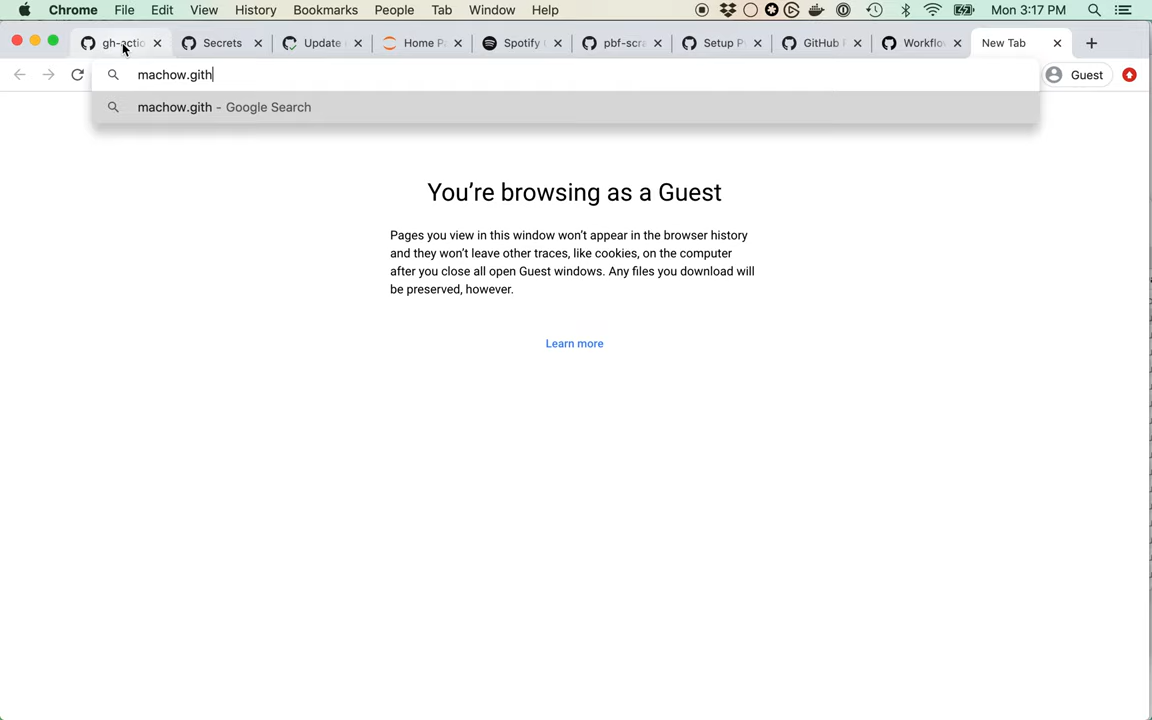 Chrome File Edit View History Bookmarks People Tab Window Help Mon 3:17 PM
gh-actio Secrets Update Home P Spotify pbf-scra Setup P GitHub Workflo New Tab
machow.gith Guest
machow.gith - Google Search
You're browsing as a Guest
Pages you view in this window won't appear in the browser history
and they won't leave other traces, like cookies, on the computer
after you close all open Guest windows. Any files you download will
be preserved, however.
Learn more